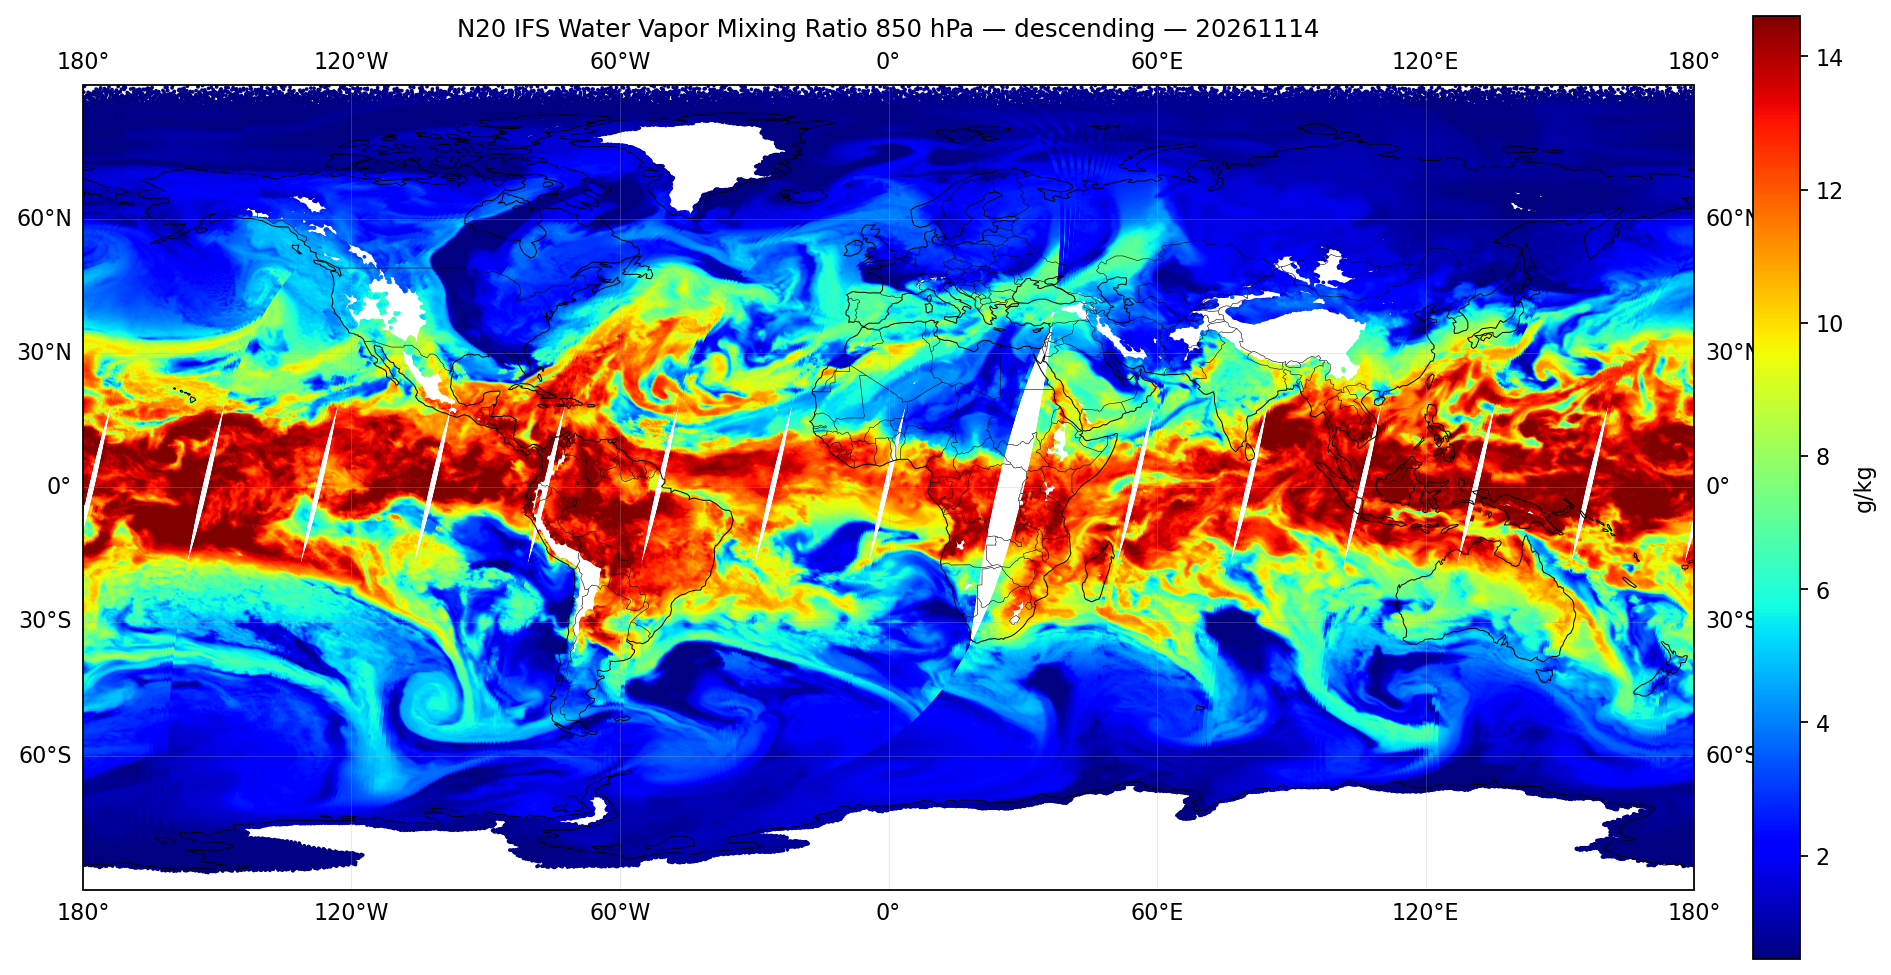 N20 IFS Water Vapor Mixing Ratio 850 hPa — descending — 20261114
180° 120°W 60°W 0° 60°E 120°E 180°
60°N 60°N
30°N 30°N
0° 0°
30°S 30°S
60°S 60°S
180° 120°W 60°W 0° 60°E 120°E 180°
14
12
10
8
6
4
2
g/kg